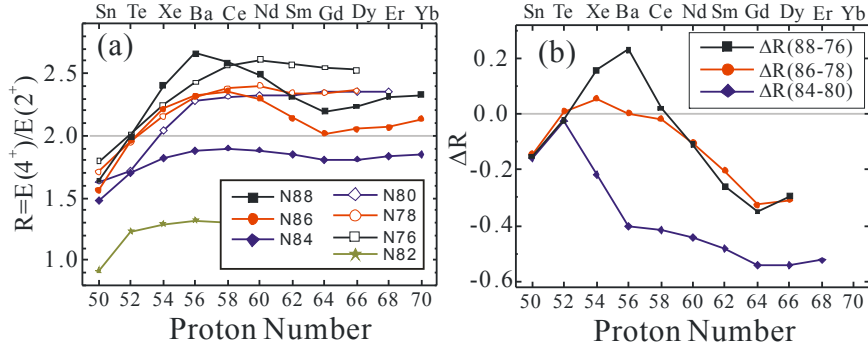 Sn Te Xe Ba Ce Nd Sm Gd Dy Er Yb
(a)
R=E(4⁺)/E(2⁺)
2.5
2.0
1.5
1.0
N88
N86
N84
N80
N78
N76
N82
50 52 54 56 58 60 62 64 66 68 70
Proton Number
Sn Te Xe Ba Ce Nd Sm Gd Dy Er Yb
(b)
ΔR
0.2
0.0
-0.2
-0.4
-0.6
ΔR(88-76)
ΔR(86-78)
ΔR(84-80)
50 52 54 56 58 60 62 64 66 68 70
Proton Number